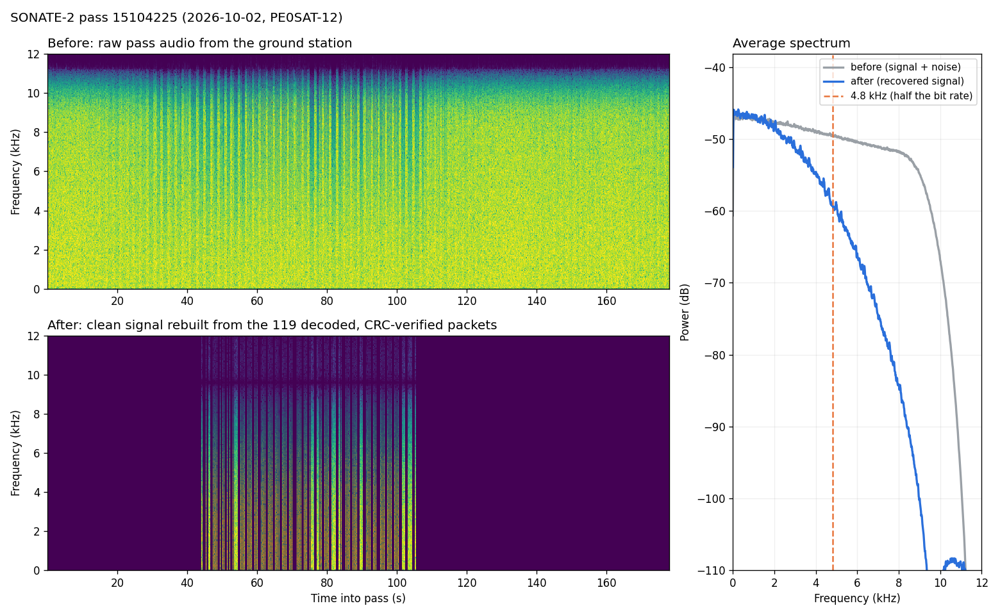 SONATE-2 pass 15104225 (2026-10-02, PE0SAT-12)
Before: raw pass audio from the ground station
12
10
8
6
4
2
0
Frequency (kHz)
20 40 60 80 100 120 140 160
After: clean signal rebuilt from the 119 decoded, CRC-verified packets
12
10
8
6
4
2
0
Frequency (kHz)
20 40 60 80 100 120 140 160
Time into pass (s)
Average spectrum
before (signal + noise)
after (recovered signal)
4.8 kHz (half the bit rate)
−40
−50
−60
−70
−80
−90
−100
−110
Power (dB)
0 2 4 6 8 10 12
Frequency (kHz)